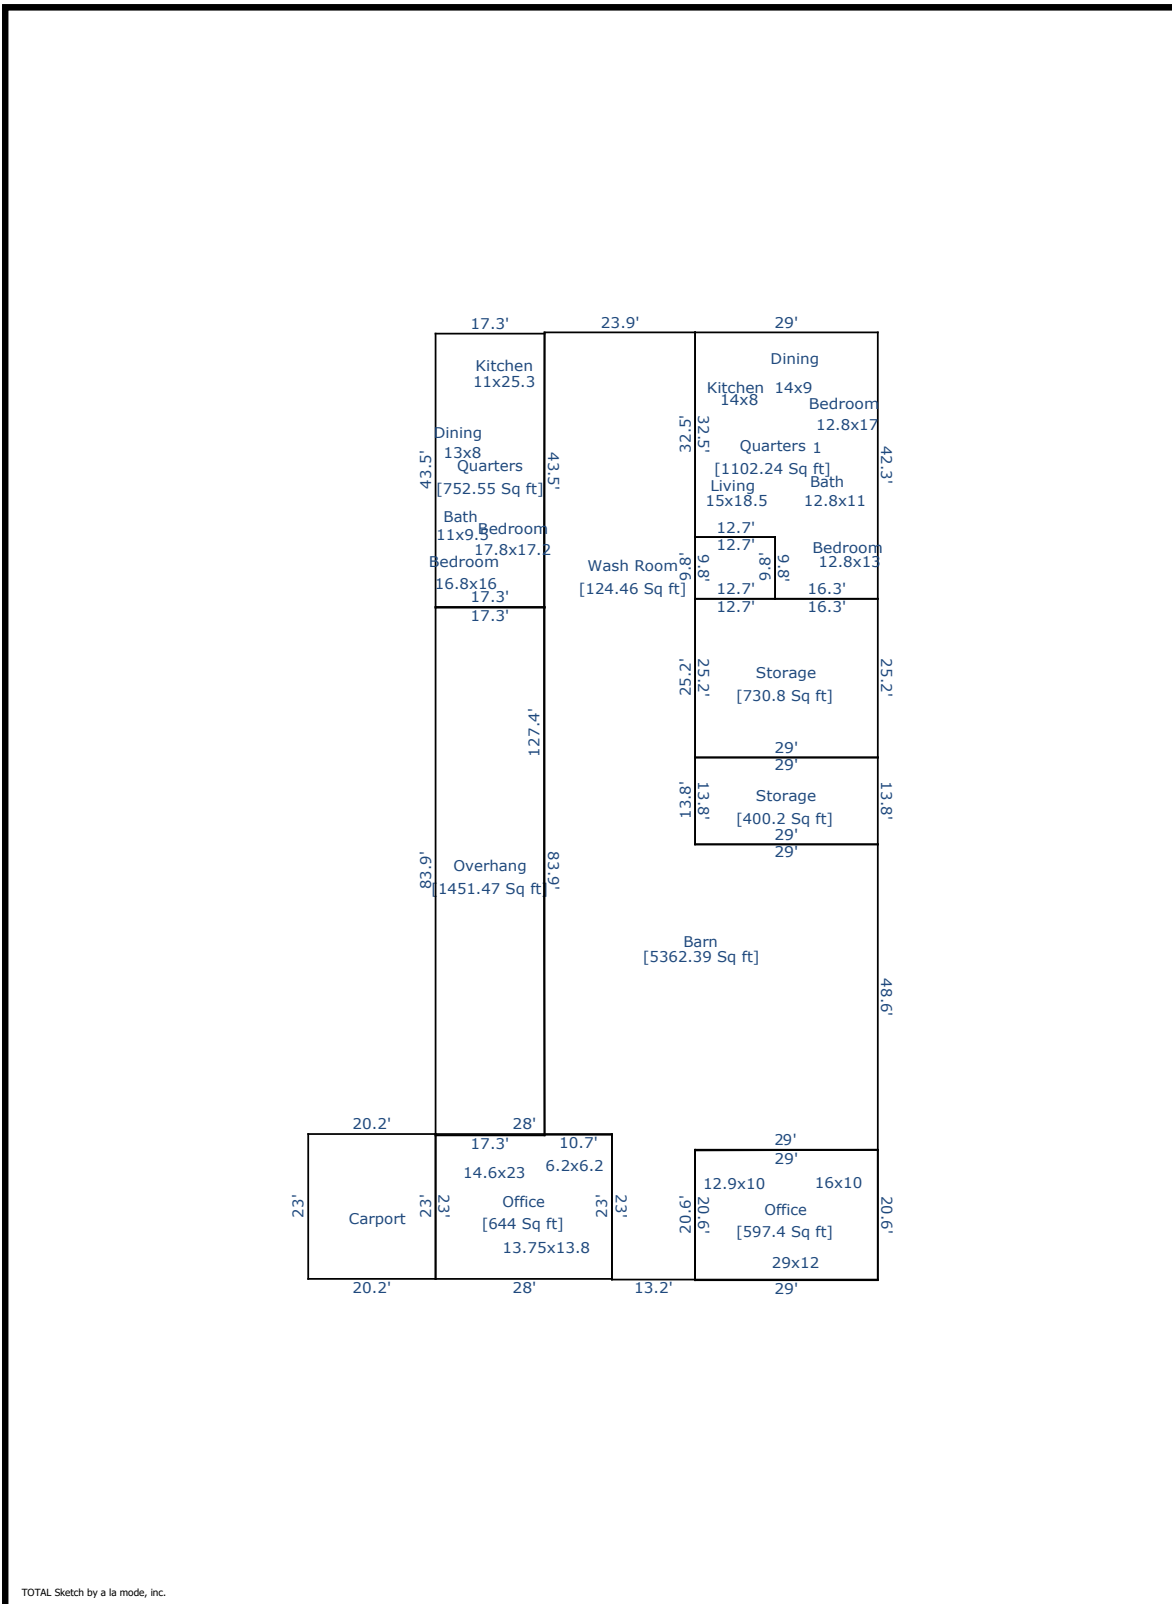 17.3'
23.9'
29'
Kitchen
11x25.3
Dining
13x8
Quarters
[752.55 Sq ft]
43.5'
43.5'
Bath
11x9.5
Bedroom
17.8x17.2
Bedroom
16.8x16
17.3'
17.3'
Dining
14x9
Kitchen
14x8
Bedroom
12.8x17
32.5'
32.5'
Quarters 1
[1102.24 Sq ft]
42.3'
Living
15x18.5
Bath
12.8x11
12.7'
12.7'
Bedroom
12.8x13
Wash Room
[124.46 Sq ft]
9.8'
9.8'
9.8'
9.8'
12.7'
16.3'
12.7'
16.3'
25.2'
25.2'
Storage
[730.8 Sq ft]
25.2'
127.4'
29'
29'
13.8'
13.8'
Storage
[400.2 Sq ft]
13.8'
29'
29'
83.9'
Overhang
[1451.47 Sq ft]
83.9'
Barn
[5362.39 Sq ft]
48.6'
20.2'
28'
17.3'
10.7'
14.6x23
6.2x6.2
23'
Carport
23'
23'
Office
[644 Sq ft]
13.75x13.8
23'
23'
29'
29'
12.9x10
16x10
20.6'
20.6'
Office
[597.4 Sq ft]
20.6'
29x12
20.2'
28'
13.2'
29'
TOTAL Sketch by a la mode, inc.